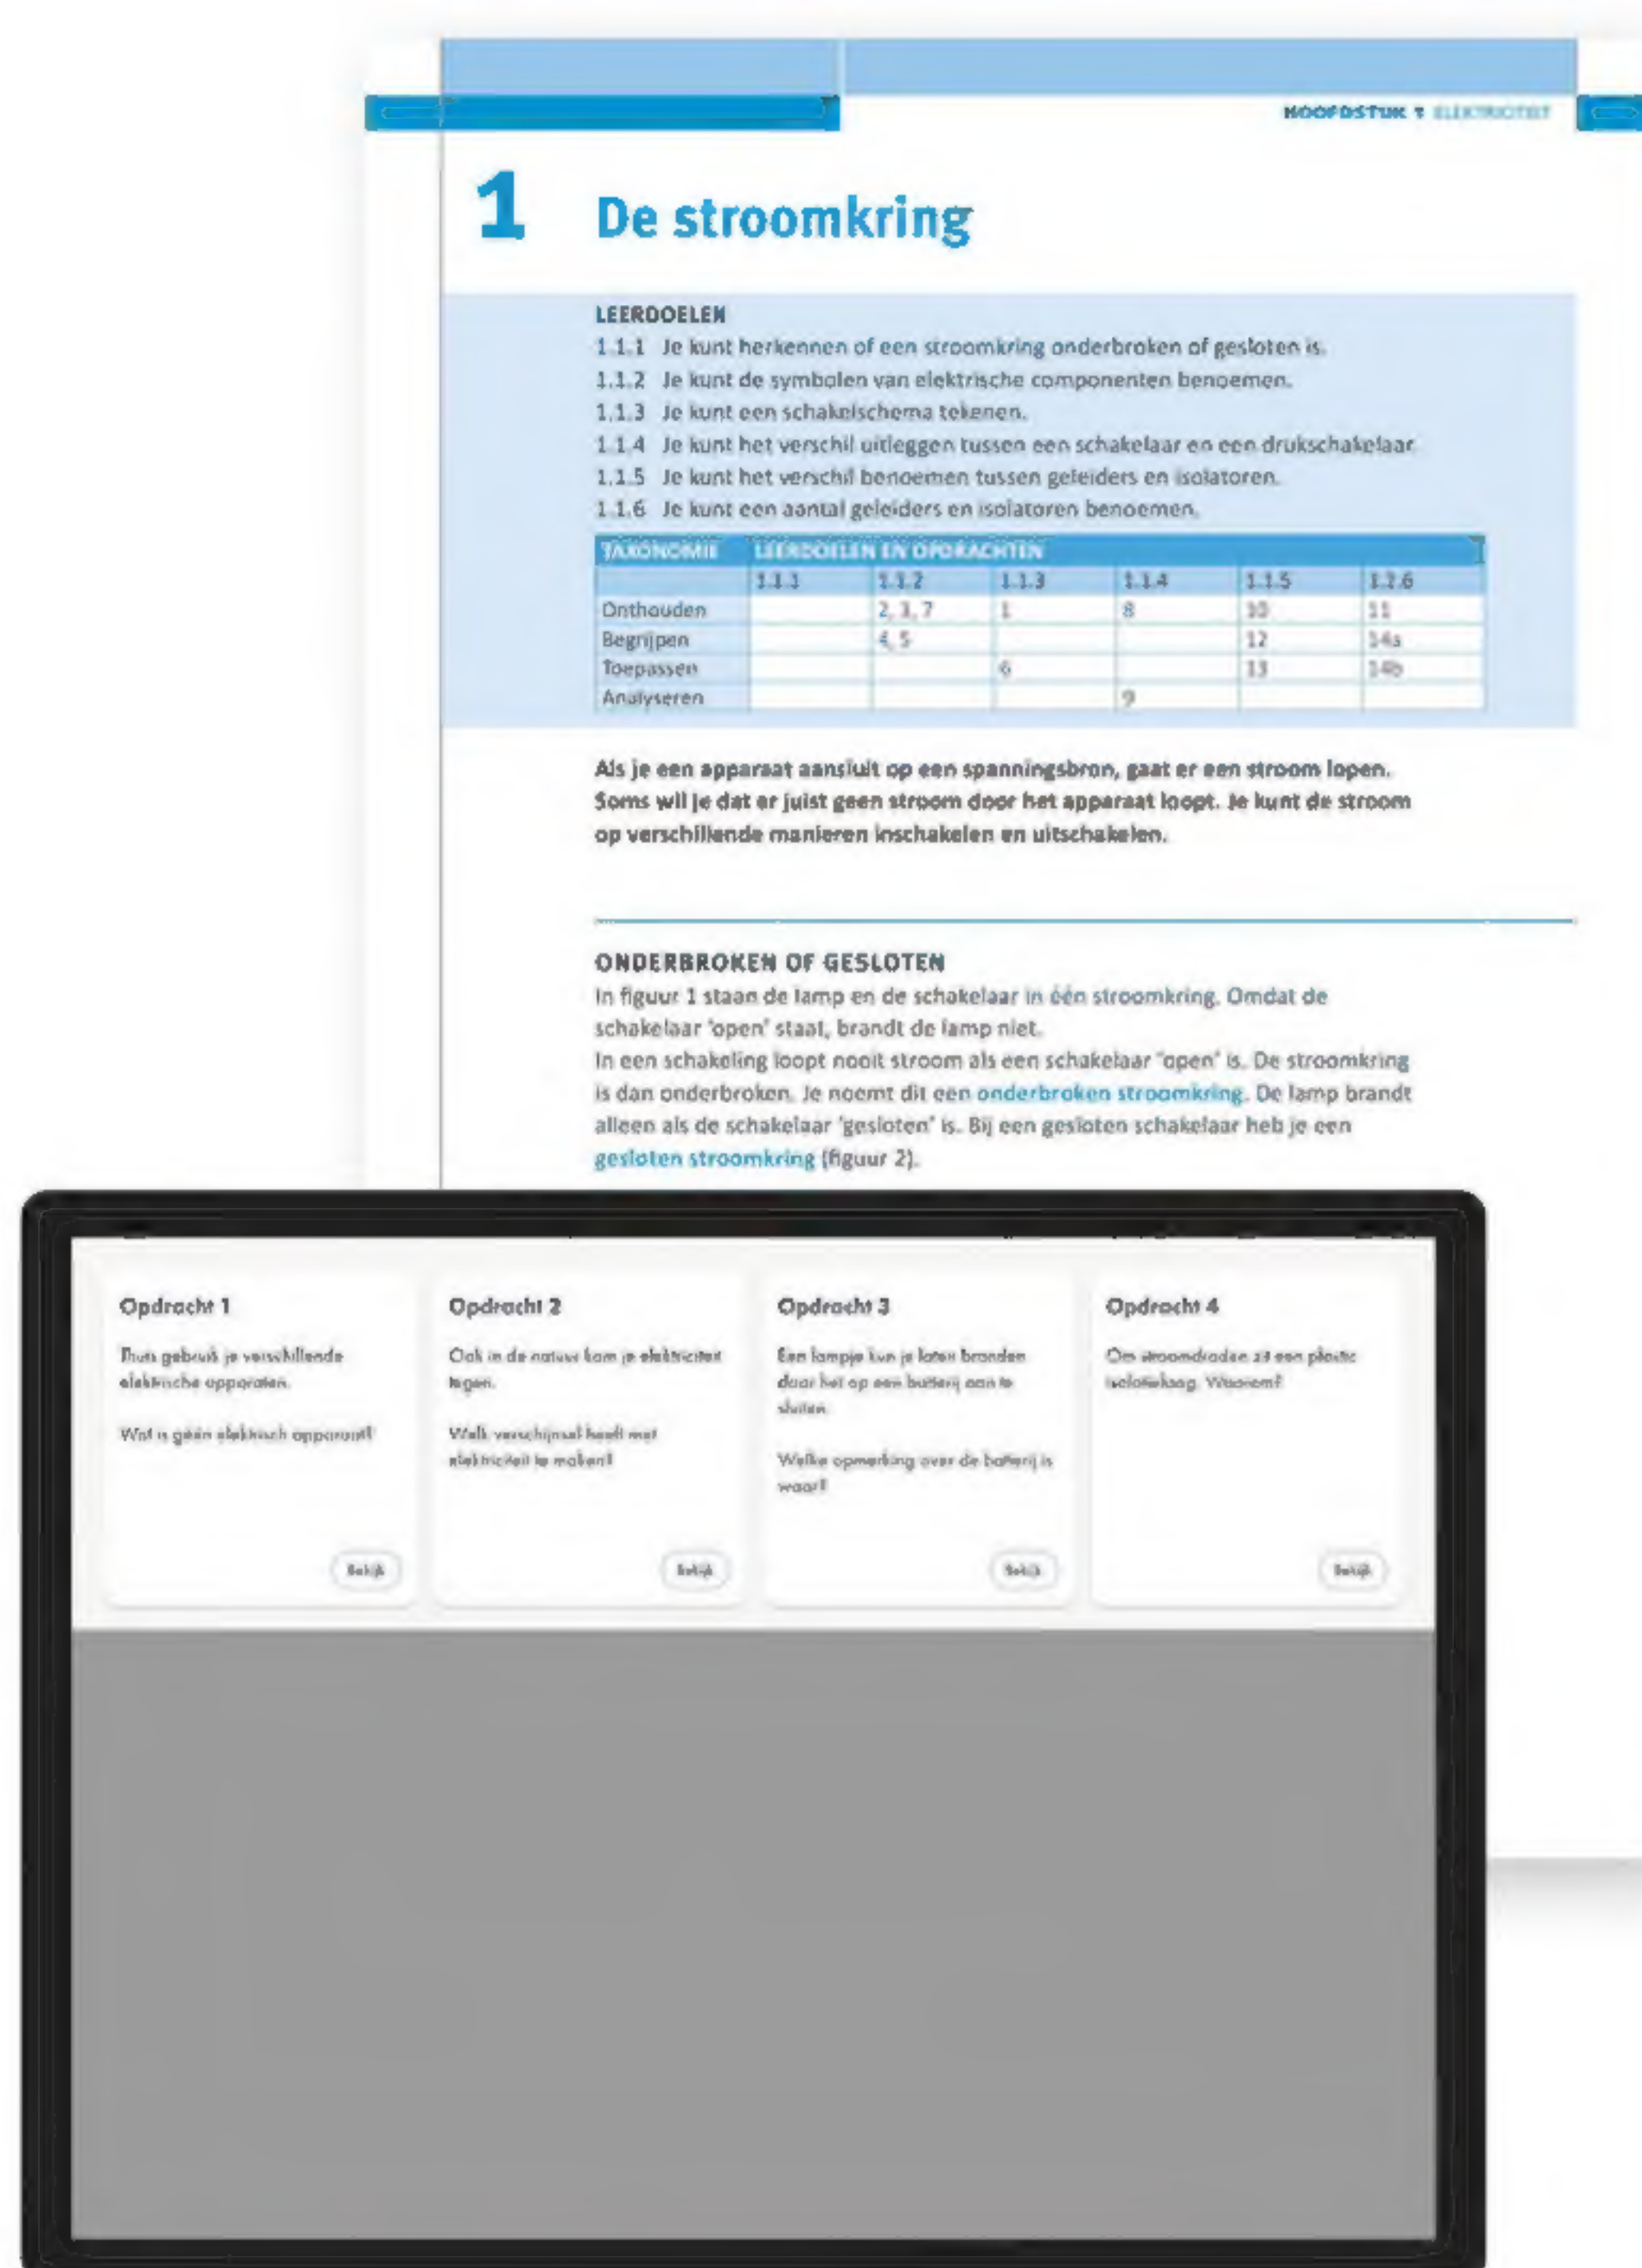 HOOFDSTUK 1 ELEKTRICITEIT
1 De stroomkring
LEERDOELEN
1.1.1 Je kunt herkennen of een stroomkring onderbroken of gesloten is.
1.1.2 Je kunt de symbolen van elektrische componenten benoemen.
1.1.3 Je kunt een schakelschema tekenen.
1.1.4 Je kunt het verschil uitleggen tussen een schakelaar en een drukschakelaar.
1.1.5 Je kunt het verschil benoemen tussen geleiders en isolatoren.
1.1.6 Je kunt een aantal geleiders en isolatoren benoemen.
TAXONOMIE LEERDOELEN EN OPDRACHTEN
1.1.1 1.1.2 1.1.3 1.1.4 1.1.5 1.1.6
Onthouden 2, 3, 7 1 8 10 11
Begrijpen 4, 5 12 14a
Toepassen 6 13 14b
Analyseren 9
Als je een apparaat aansluit op een spanningsbron, gaat er een stroom lopen.
Soms wil je dat er juist geen stroom door het apparaat loopt. Je kunt de stroom
op verschillende manieren inschakelen en uitschakelen.
ONDERBROKEN OF GESLOTEN
In figuur 1 staan de lamp en de schakelaar in één stroomkring. Omdat de
schakelaar 'open' staat, brandt de lamp niet.
In een schakeling loopt nooit stroom als een schakelaar 'open' is. De stroomkring
is dan onderbroken. Je noemt dit een onderbroken stroomkring. De lamp brandt
alleen als de schakelaar 'gesloten' is. Bij een gesloten schakelaar heb je een
gesloten stroomkring (figuur 2).
Opdracht 1
Thuis gebruik je verschillende
elektrische apparaten.
Wat is géén elektrisch apparaat?
Bekijk
Opdracht 2
Ook in de natuur kom je elektriciteit
tegen.
Welk verschijnsel heeft met
elektriciteit te maken?
Bekijk
Opdracht 3
Een lampje kun je laten branden
door het op een batterij aan te
sluiten.
Welke opmerking over de batterij is
waar?
Bekijk
Opdracht 4
Om stroomdraden zit een plastic
isolatielaag. Waarom?
Bekijk